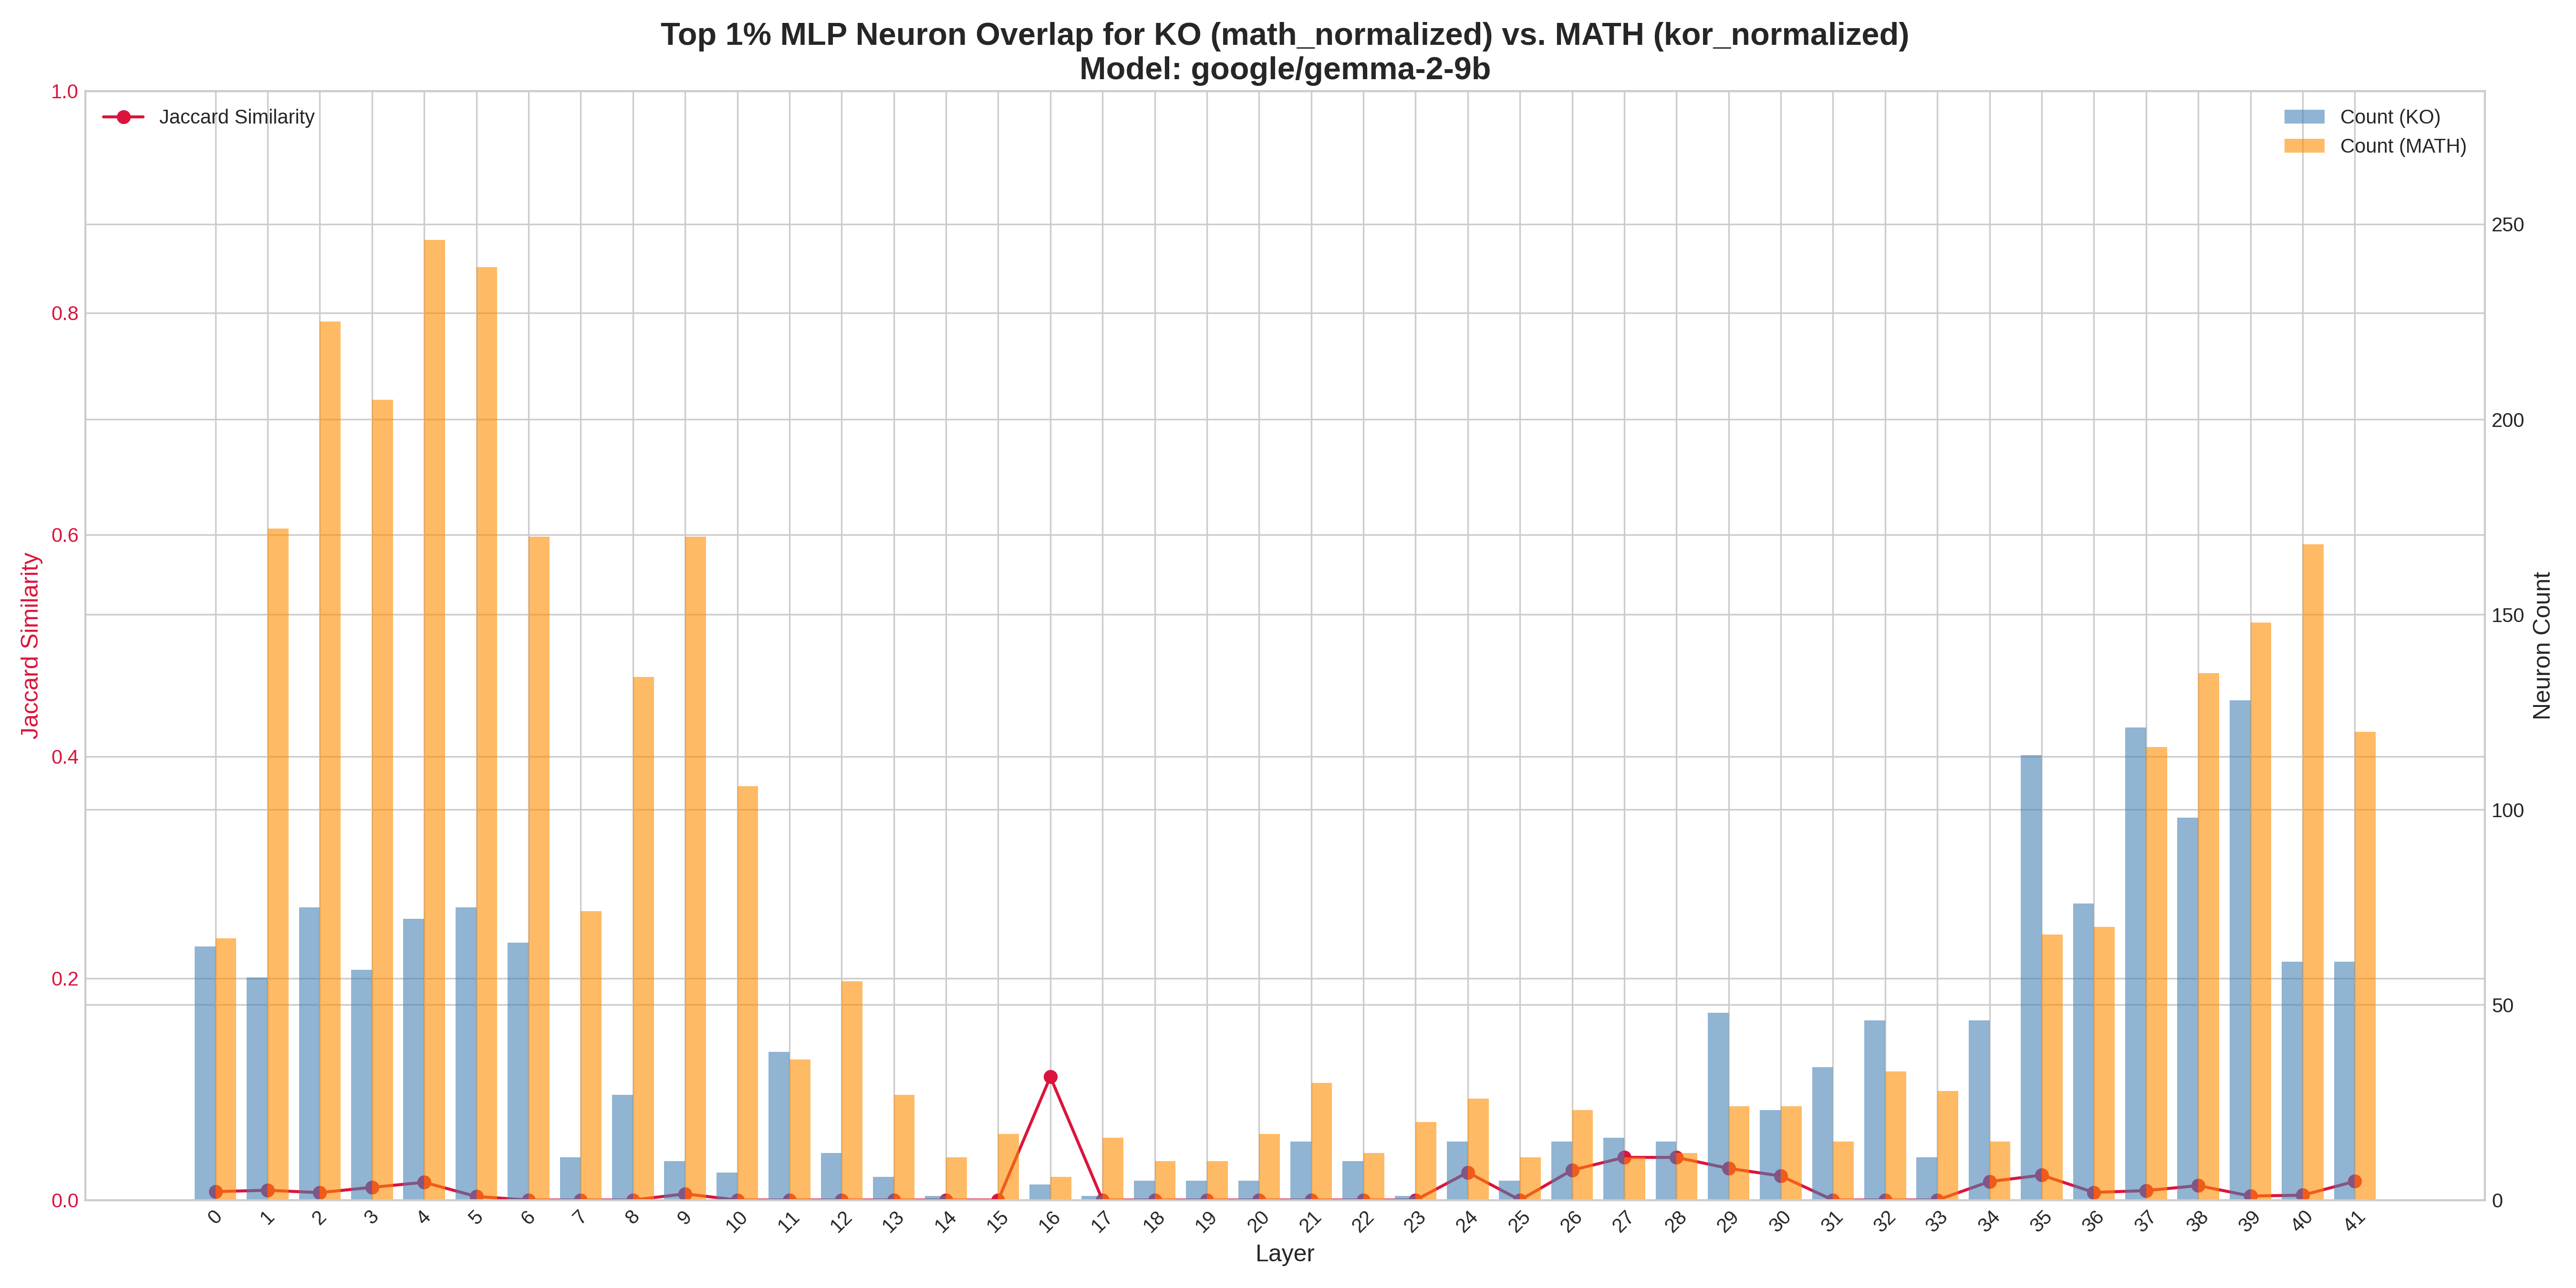 Top 1% MLP Neuron Overlap for KO (math_normalized) vs. MATH (kor_normalized)
Model: google/gemma-2-9b
Jaccard Similarity
Count (KO)
Count (MATH)
1.0
0.8
0.6
0.4
0.2
0.0
Jaccard Similarity
250
200
150
100
50
0
Neuron Count
0 1 2 3 4 5 6 7 8 9 10 11 12 13 14 15 16 17 18 19 20 21 22 23 24 25 26 27 28 29 30 31 32 33 34 35 36 37 38 39 40 41
Layer